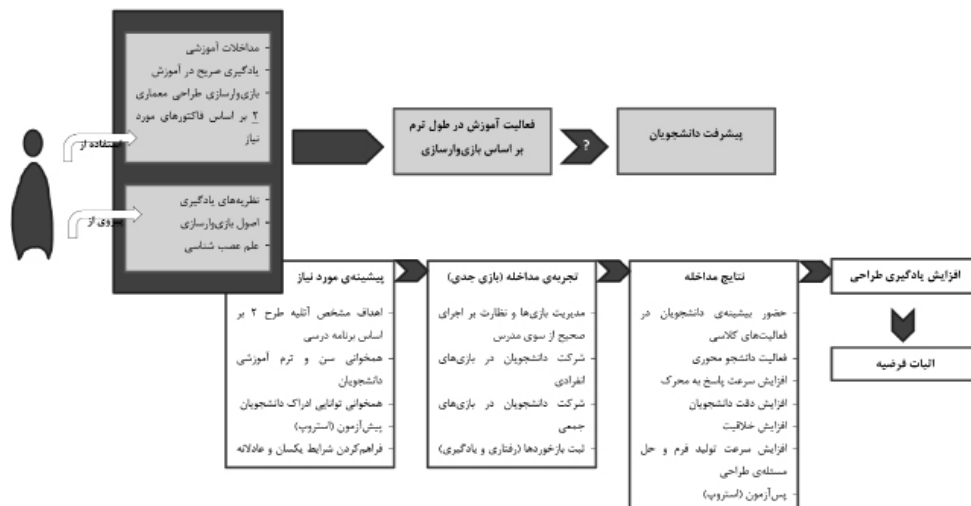 - مداخلات آموزشی
- یادگیری صریح در آموزش
- بازی‌وارسازی طراحی معماری
۲ بر اساس فاکتورهای مورد
نیاز
استفاده از
- نظریه‌های یادگیری
- اصول بازی‌وارسازی
- علم عصب شناسی
پیروی از
فعالیت آموزش در طول ترم
بر اساس بازی‌وارسازی
?
پیشرفت دانشجویان
پیشینه‌ی مورد نیاز
- اهداف مشخص آتلیه طرح ۲ بر
اساس برنامه درسی
- همخوانی سن و ترم آموزشی
دانشجویان
- همخوانی توانایی ادراک دانشجویان
- پیش‌آزمون (استروپ)
- فراهم‌کردن شرایط یکسان و عادلانه
تجربه‌ی مداخله (بازی جدی)
- مدیریت بازی‌ها و نظارت بر اجرای
صحیح از سوی مدرس
- شرکت دانشجویان در بازی‌های
انفرادی
- شرکت دانشجویان در بازی‌های
جمعی
- ثبت بازخوردها (رفتاری و یادگیری)
نتایج مداخله
- حضور بیشینه‌ی دانشجویان در
فعالیت‌های کلاسی
- فعالیت دانشجو محوری
- افزایش سرعت پاسخ به محرک
- افزایش دقت دانشجویان
- افزایش خلاقیت
- افزایش سرعت تولید فرم و حل
مسئله‌ی طراحی
- پس‌آزمون (استروپ)
افزایش یادگیری طراحی
اثبات فرضیه